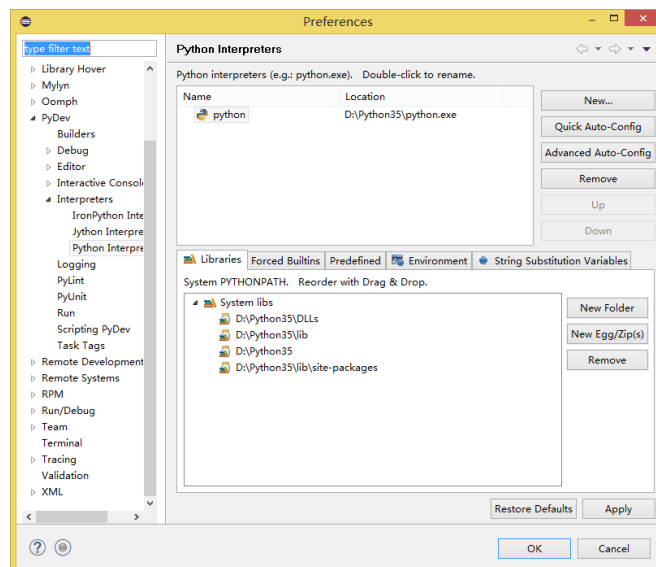 Preferences
type filter text
Library Hover
Mylyn
Oomph
PyDev
Builders
Debug
Editor
Interactive Consol
Interpreters
IronPython Inte
Jython Interpre
Python Interpre
Logging
PyLint
PyUnit
Run
Scripting PyDev
Task Tags
Remote Development
Remote Systems
RPM
Run/Debug
Team
Terminal
Tracing
Validation
XML
Python Interpreters
Python interpreters (e.g.: python.exe). Double-click to rename.
Name Location
python D:\Python35\python.exe
New...
Quick Auto-Config
Advanced Auto-Config
Remove
Up
Down
Libraries Forced Builtins Predefined Environment String Substitution Variables
System PYTHONPATH. Reorder with Drag & Drop.
System libs
D:\Python35\DLLs
D:\Python35\lib
D:\Python35
D:\Python35\lib\site-packages
New Folder
New Egg/Zip(s)
Remove
Restore Defaults Apply
OK Cancel